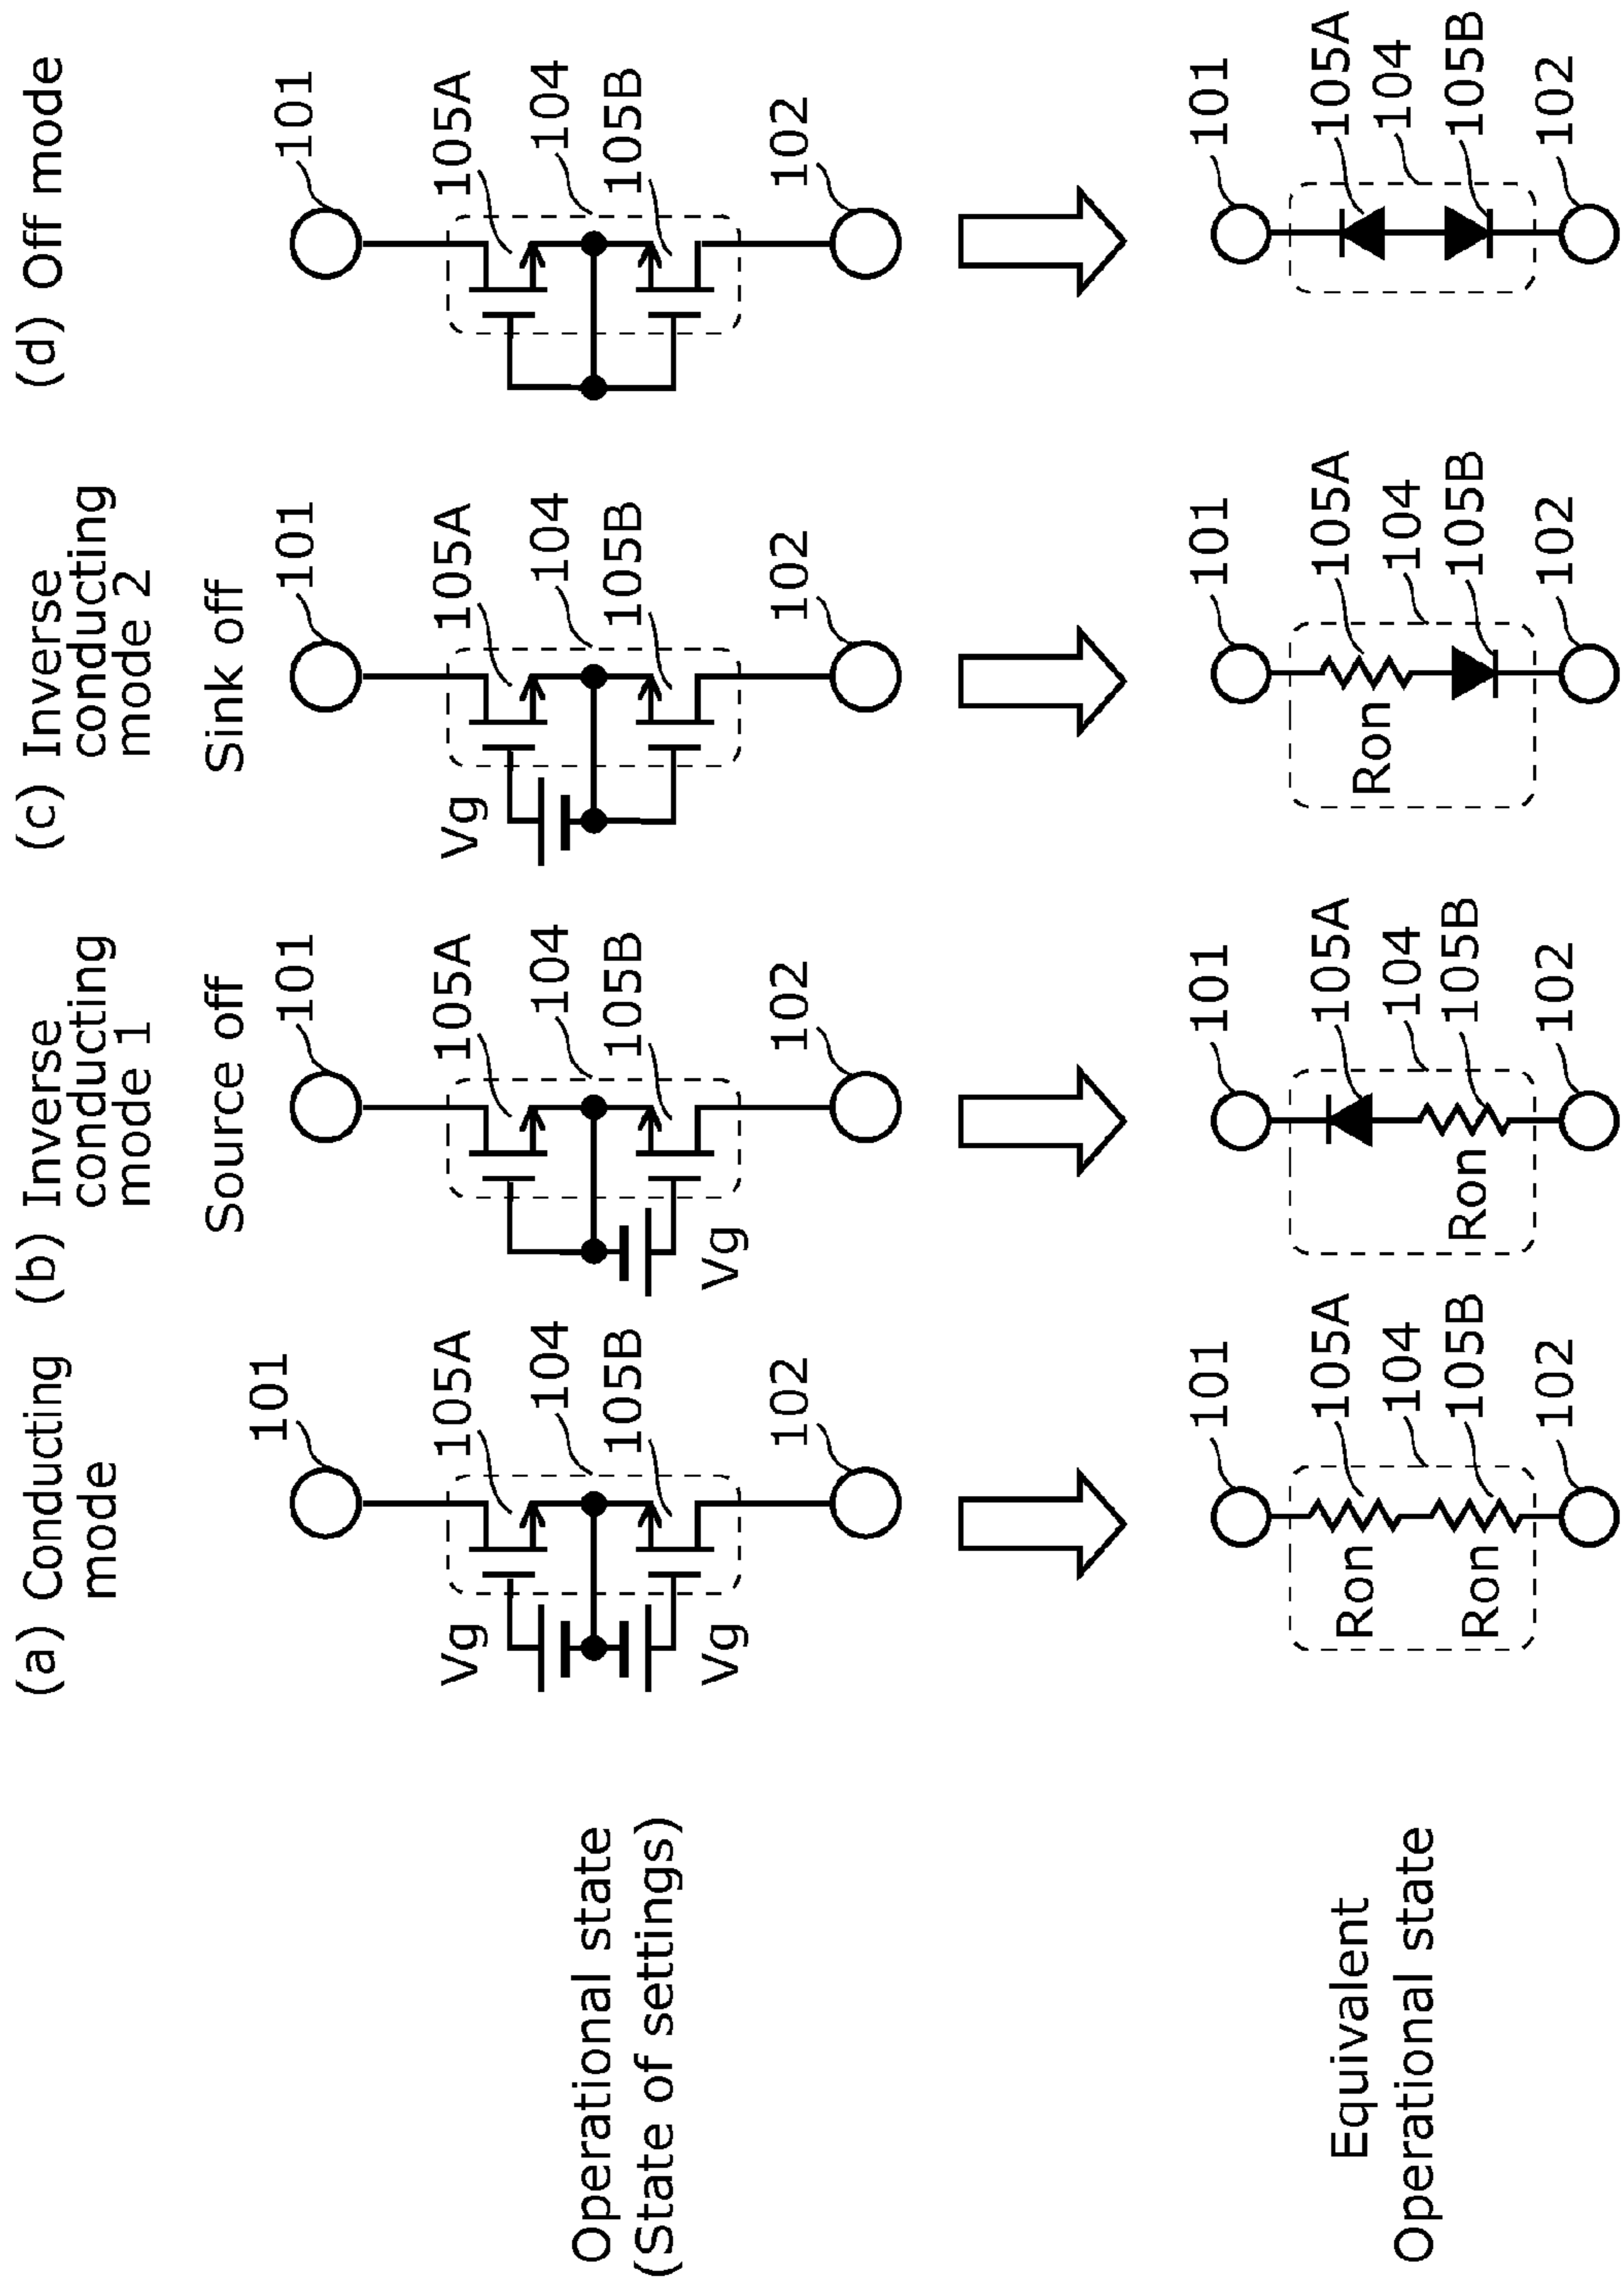 (a) Conducting
mode
(b) Inverse
conducting
mode 1
(c) Inverse
conducting
mode 2
(d) Off mode
Source off
Sink off
Operational state
(State of settings)
101
Vg
105A
104
105B
Vg
102
101
105A
104
105B
Vg
102
101
Vg
105A
104
105B
102
101
105A
104
105B
102
Equivalent
Operational state
101
Ron
105A
104
Ron
105B
102
101
105A
104
Ron
105B
102
101
105A
Ron
104
105B
102
101
105A
104
105B
102